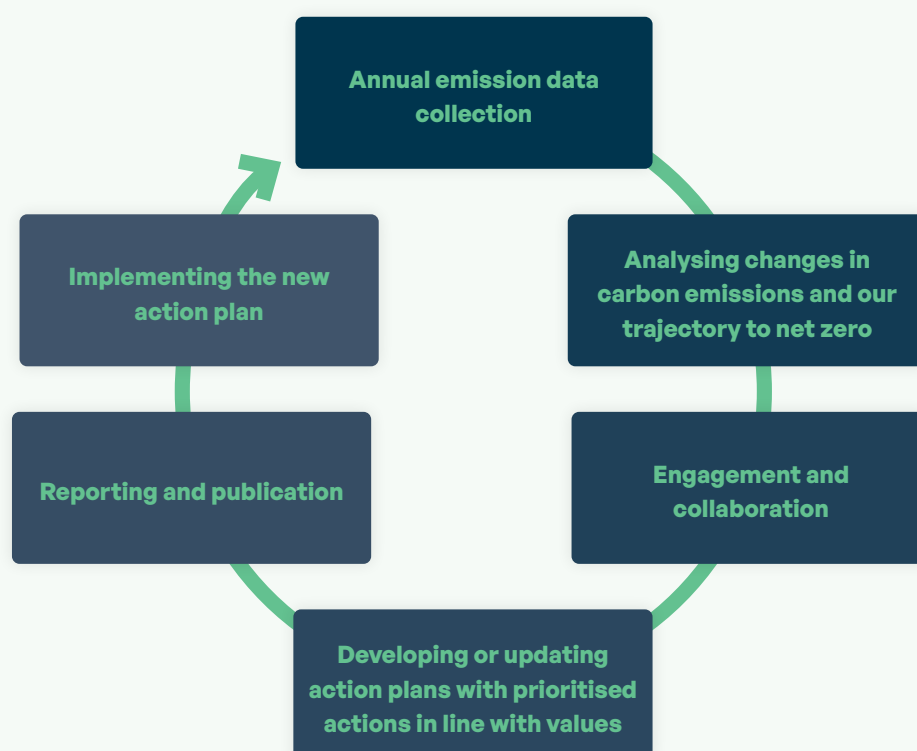 Annual emission data
collection
Analysing changes in
carbon emissions and our
trajectory to net zero
Engagement and
collaboration
Developing or updating
action plans with prioritised
actions in line with values
Reporting and publication
Implementing the new
action plan